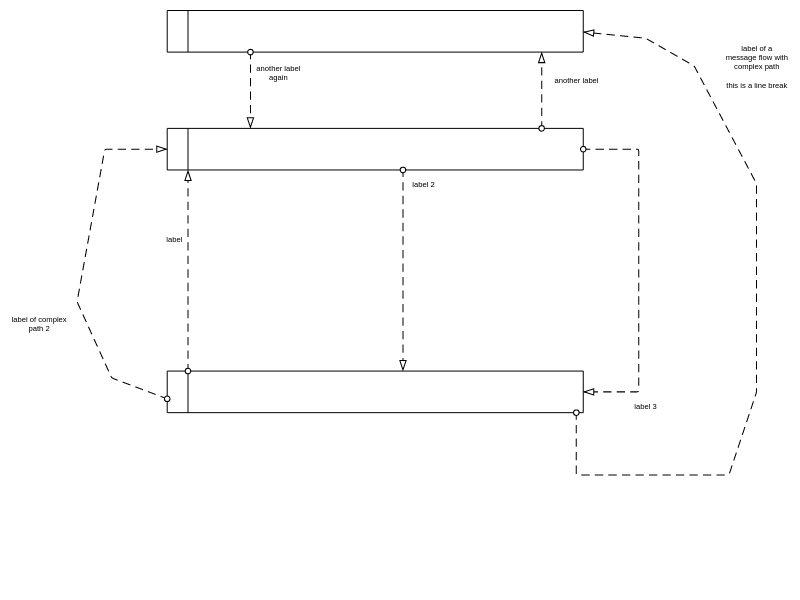 label of a
message flow with
complex path
this is a line break
another label
again
another label
label 2
label
label of complex
path 2
label 3